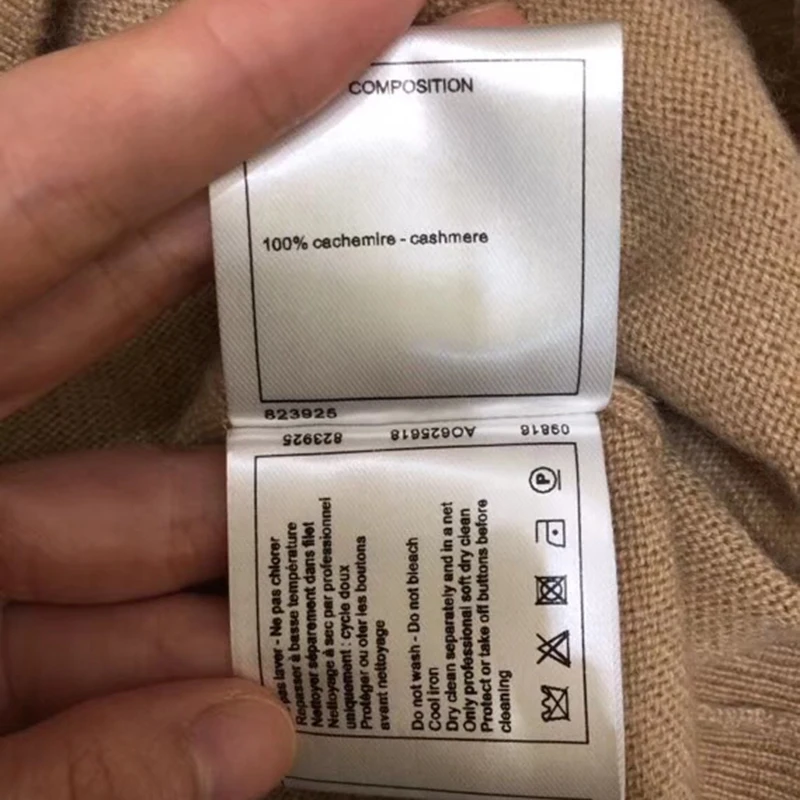 COMPOSITION
100% cachemire - cashmere
823925
823925 AO625618 09816
pas laver - Ne pas chlorer
Repasser à basse température
Nettoyer séparement dans filet
Nettoyage à sec par professionnel
uniquement : cycle doux
Protéger ou oter les boutons
avant nettoyage
Do not wash - Do not bleach
Cool iron
Dry clean separately and in a net
Only professional soft dry clean
Protect or take off buttons before
cleaning
P